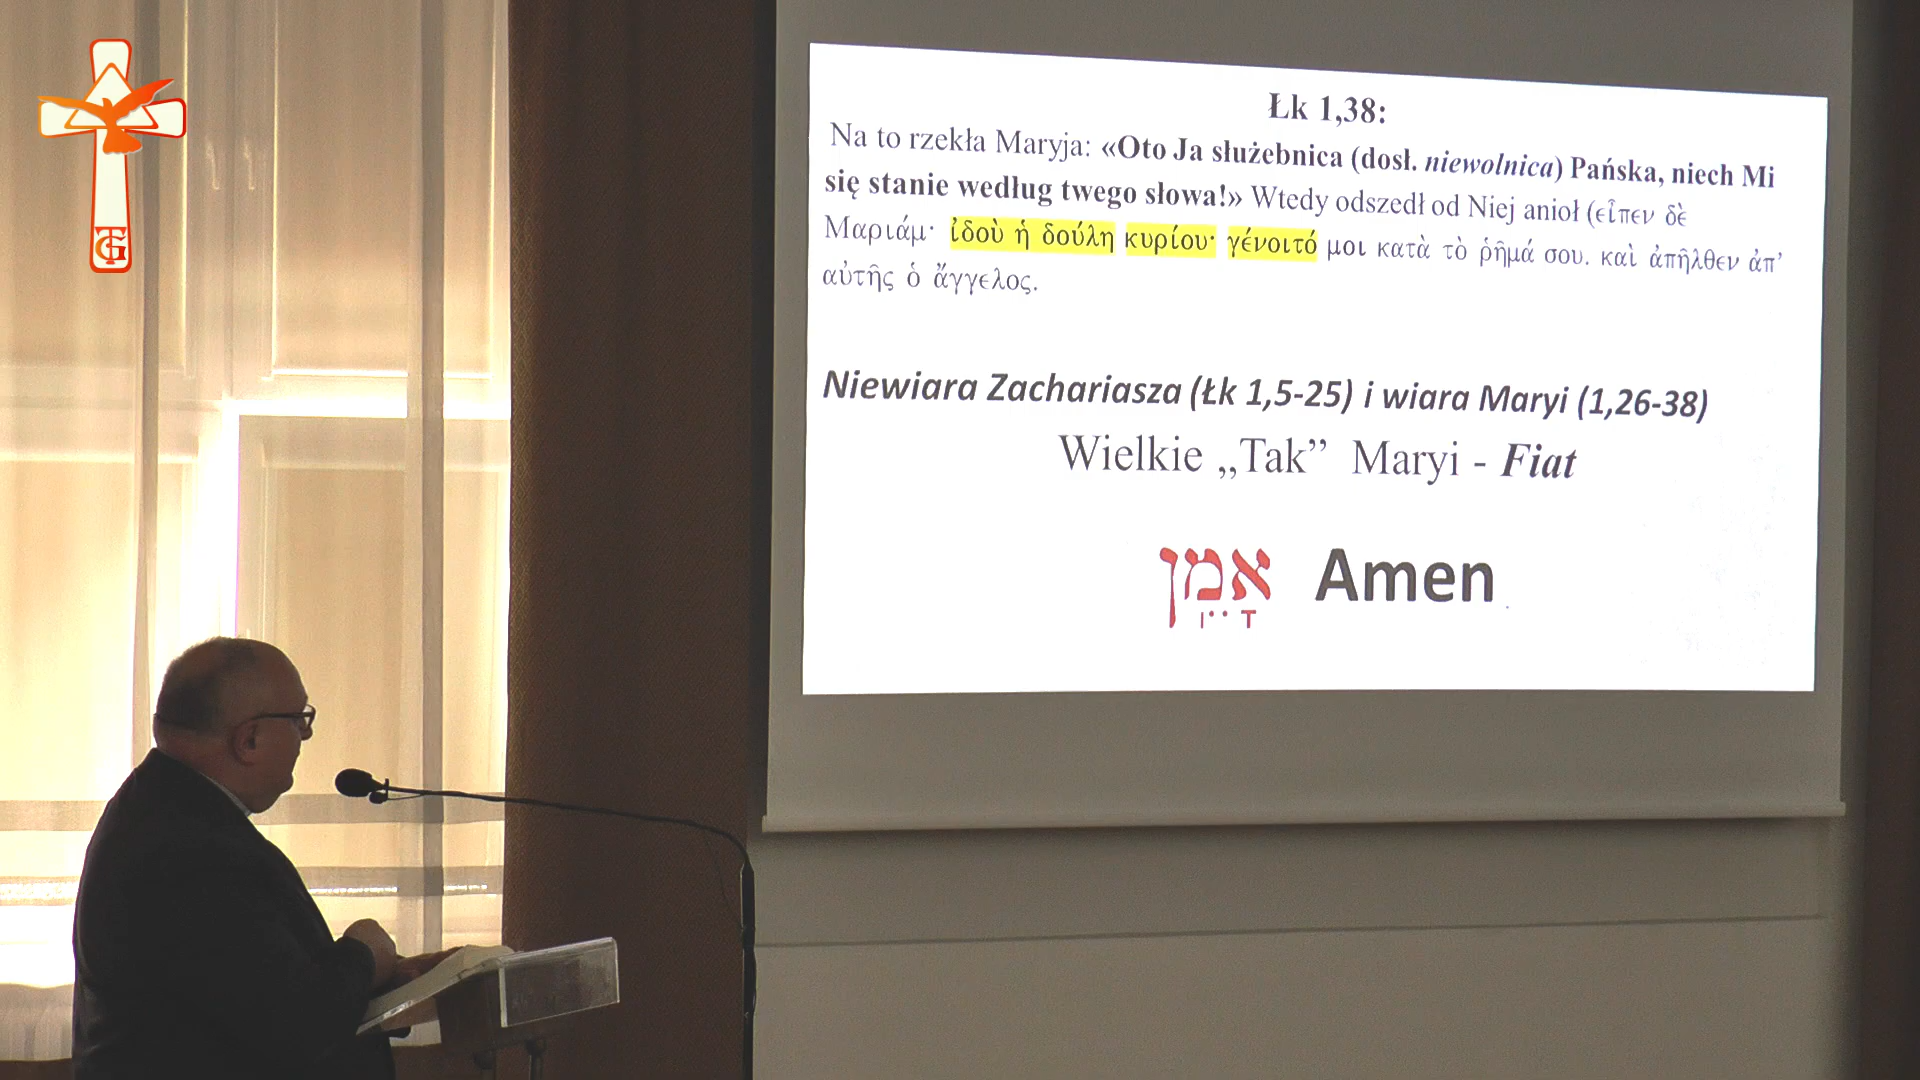 Łk 1,38:
Na to rzekła Maryja: «Oto Ja służebnica (dosł. niewolnica) Pańska, niech Mi
się stanie według twego słowa!» Wtedy odszedł od Niej anioł (εἶπεν δὲ
Μαριάμ· ἰδοὺ ἡ δούλη κυρίου· γένοιτό μοι κατὰ τὸ ῥῆμά σου. καὶ ἀπῆλθεν ἀπ’
αὐτῆς ὁ ἄγγελος.
Niewiara Zachariasza (Łk 1,5-25) i wiara Maryi (1,26-38)
Wielkie „Tak” Maryi - Fiat
אָמֵן Amen